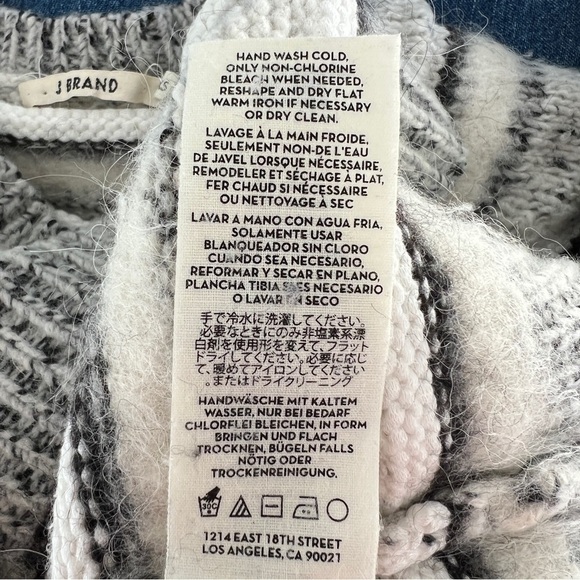 J BRAND
S
HAND WASH COLD,
ONLY NON-CHLORINE
BLEACH WHEN NEEDED,
RESHAPE AND DRY FLAT
WARM IRON IF NECESSARY
OR DRY CLEAN.
LAVAGE À LA MAIN FROIDE,
SEULEMENT NON-DE L'EAU
DE JAVEL LORSQUE NÉCESSAIRE,
REMODELER ET SÉCHAGE À PLAT,
FER CHAUD SI NÉCESSAIRE
OU NETTOYAGE À SEC
LAVAR A MANO CON AGUA FRIA,
SOLAMENTE USAR
BLANQUEADOR SIN CLORO
CUANDO SEA NECESARIO,
REFORMAR Y SECAR EN PLANO,
PLANCHA TIBIA SI ES NECESARIO
O LAVAR EN SECO
手で冷水に洗濯してください。
必要なときにのみ非塩素系漂
白剤を使用形を変えて、フラット
ドライしてください。必要に応じ
て、暖めてアイロンしてください
。またはドライクリーニング
HANDWÄSCHE MIT KALTEM
WASSER, NUR BEI BEDARF
CHLORFLEI BLEICHEN, IN FORM
BRINGEN UND FLACH
TROCKNEN, BÜGELN FALLS
NÖTIG ODER
TROCKENREINIGUNG.
30C
1214 EAST 18TH STREET
LOS ANGELES, CA 90021